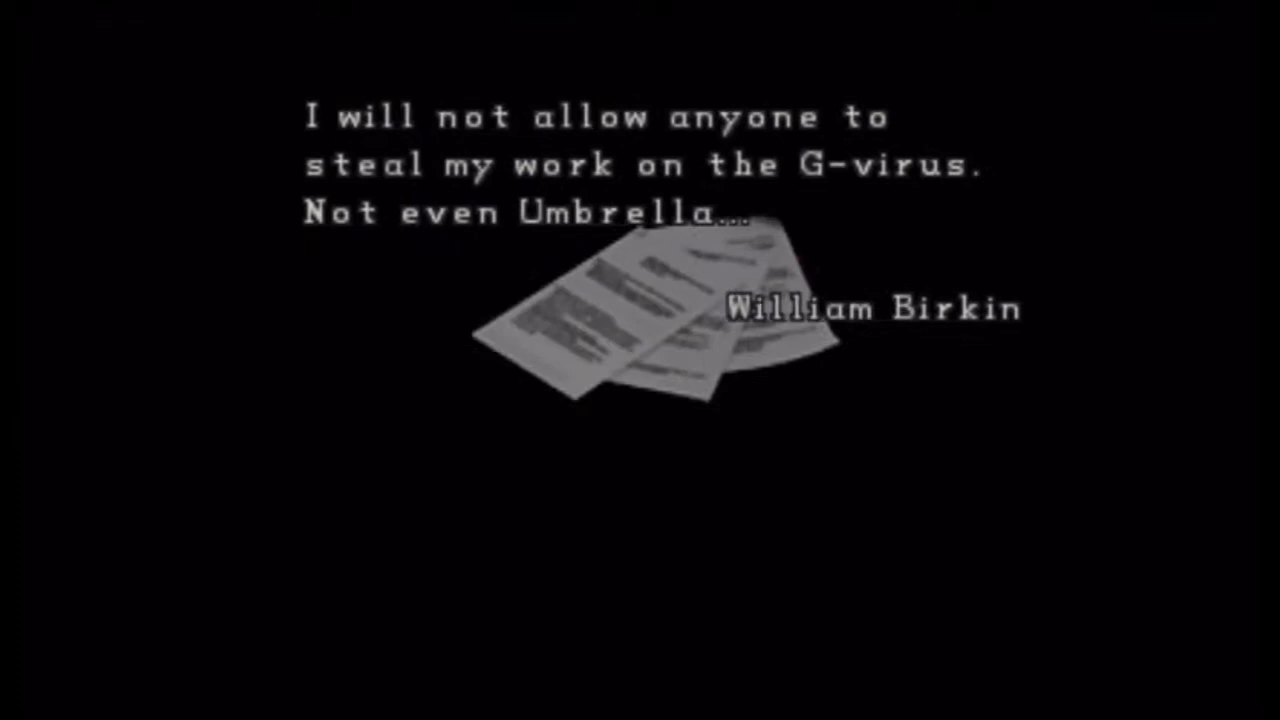 I will not allow anyone to
steal my work on the G-virus.
Not even Umbrella...
William Birkin